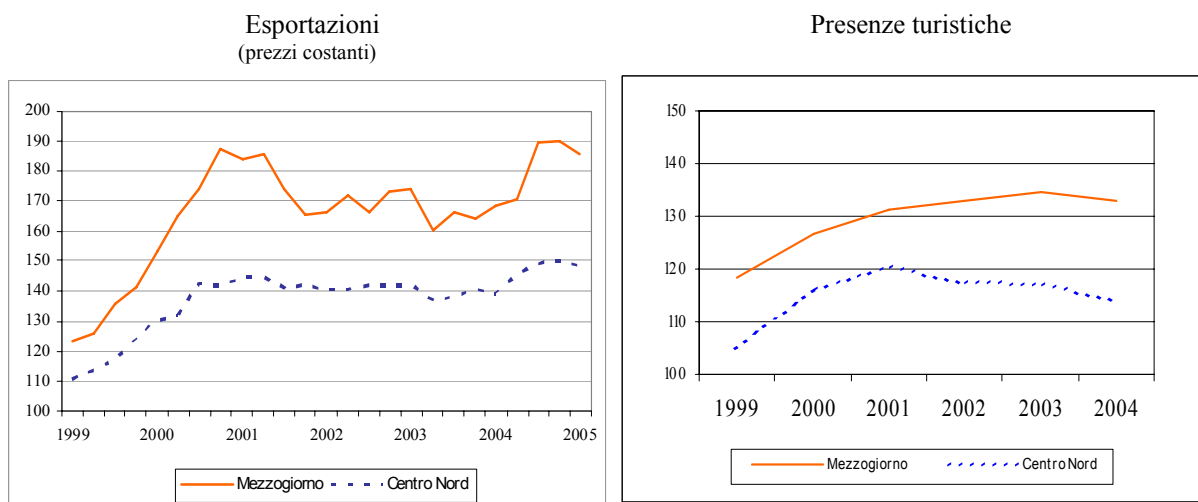 Esportazioni
(prezzi costanti)
200
190
180
170
160
150
140
130
120
110
100
1999 2000 2001 2002 2003 2004 2005
Mezzogiorno Centro Nord
Presenze turistiche
150
140
130
120
110
100
1999 2000 2001 2002 2003 2004
Mezzogiorno Centro Nord